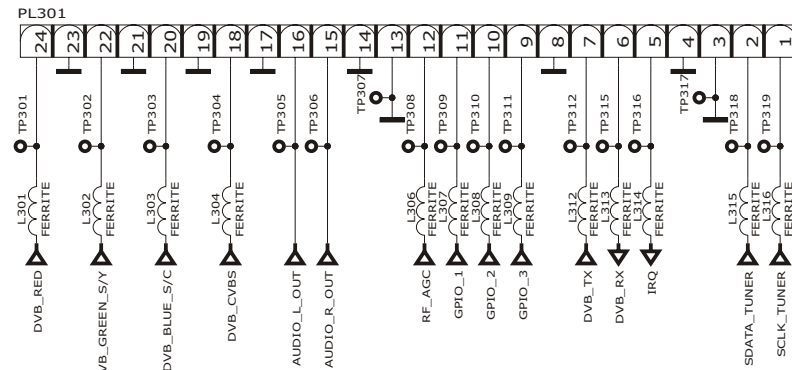 PL301
24 23 22 21 20 19 18 17 16 15 14 13 12 11 10 9 8 7 6 5 4 3 2 1
TP301
TP302
TP303
TP304
TP305
TP306
TP307
TP308
TP309
TP310
TP311
TP312
TP315
TP316
TP317
TP318
TP319
L301
FERRITE
L302
FERRITE
L303
FERRITE
L304
FERRITE
L306
FERRITE
L307
FERRITE
L308
FERRITE
L309
FERRITE
L312
FERRITE
L313
FERRITE
L314
FERRITE
L315
FERRITE
L316
FERRITE
DVB_RED
VB_GREEN_S/Y
DVB_BLUE_S/C
DVB_CVBS
AUDIO_L_OUT
AUDIO_R_OUT
RF_AGC
GPIO_1
GPIO_2
GPIO_3
DVB_TX
DVB_RX
IRQ
SDATA_TUNER
SCLK_TUNER